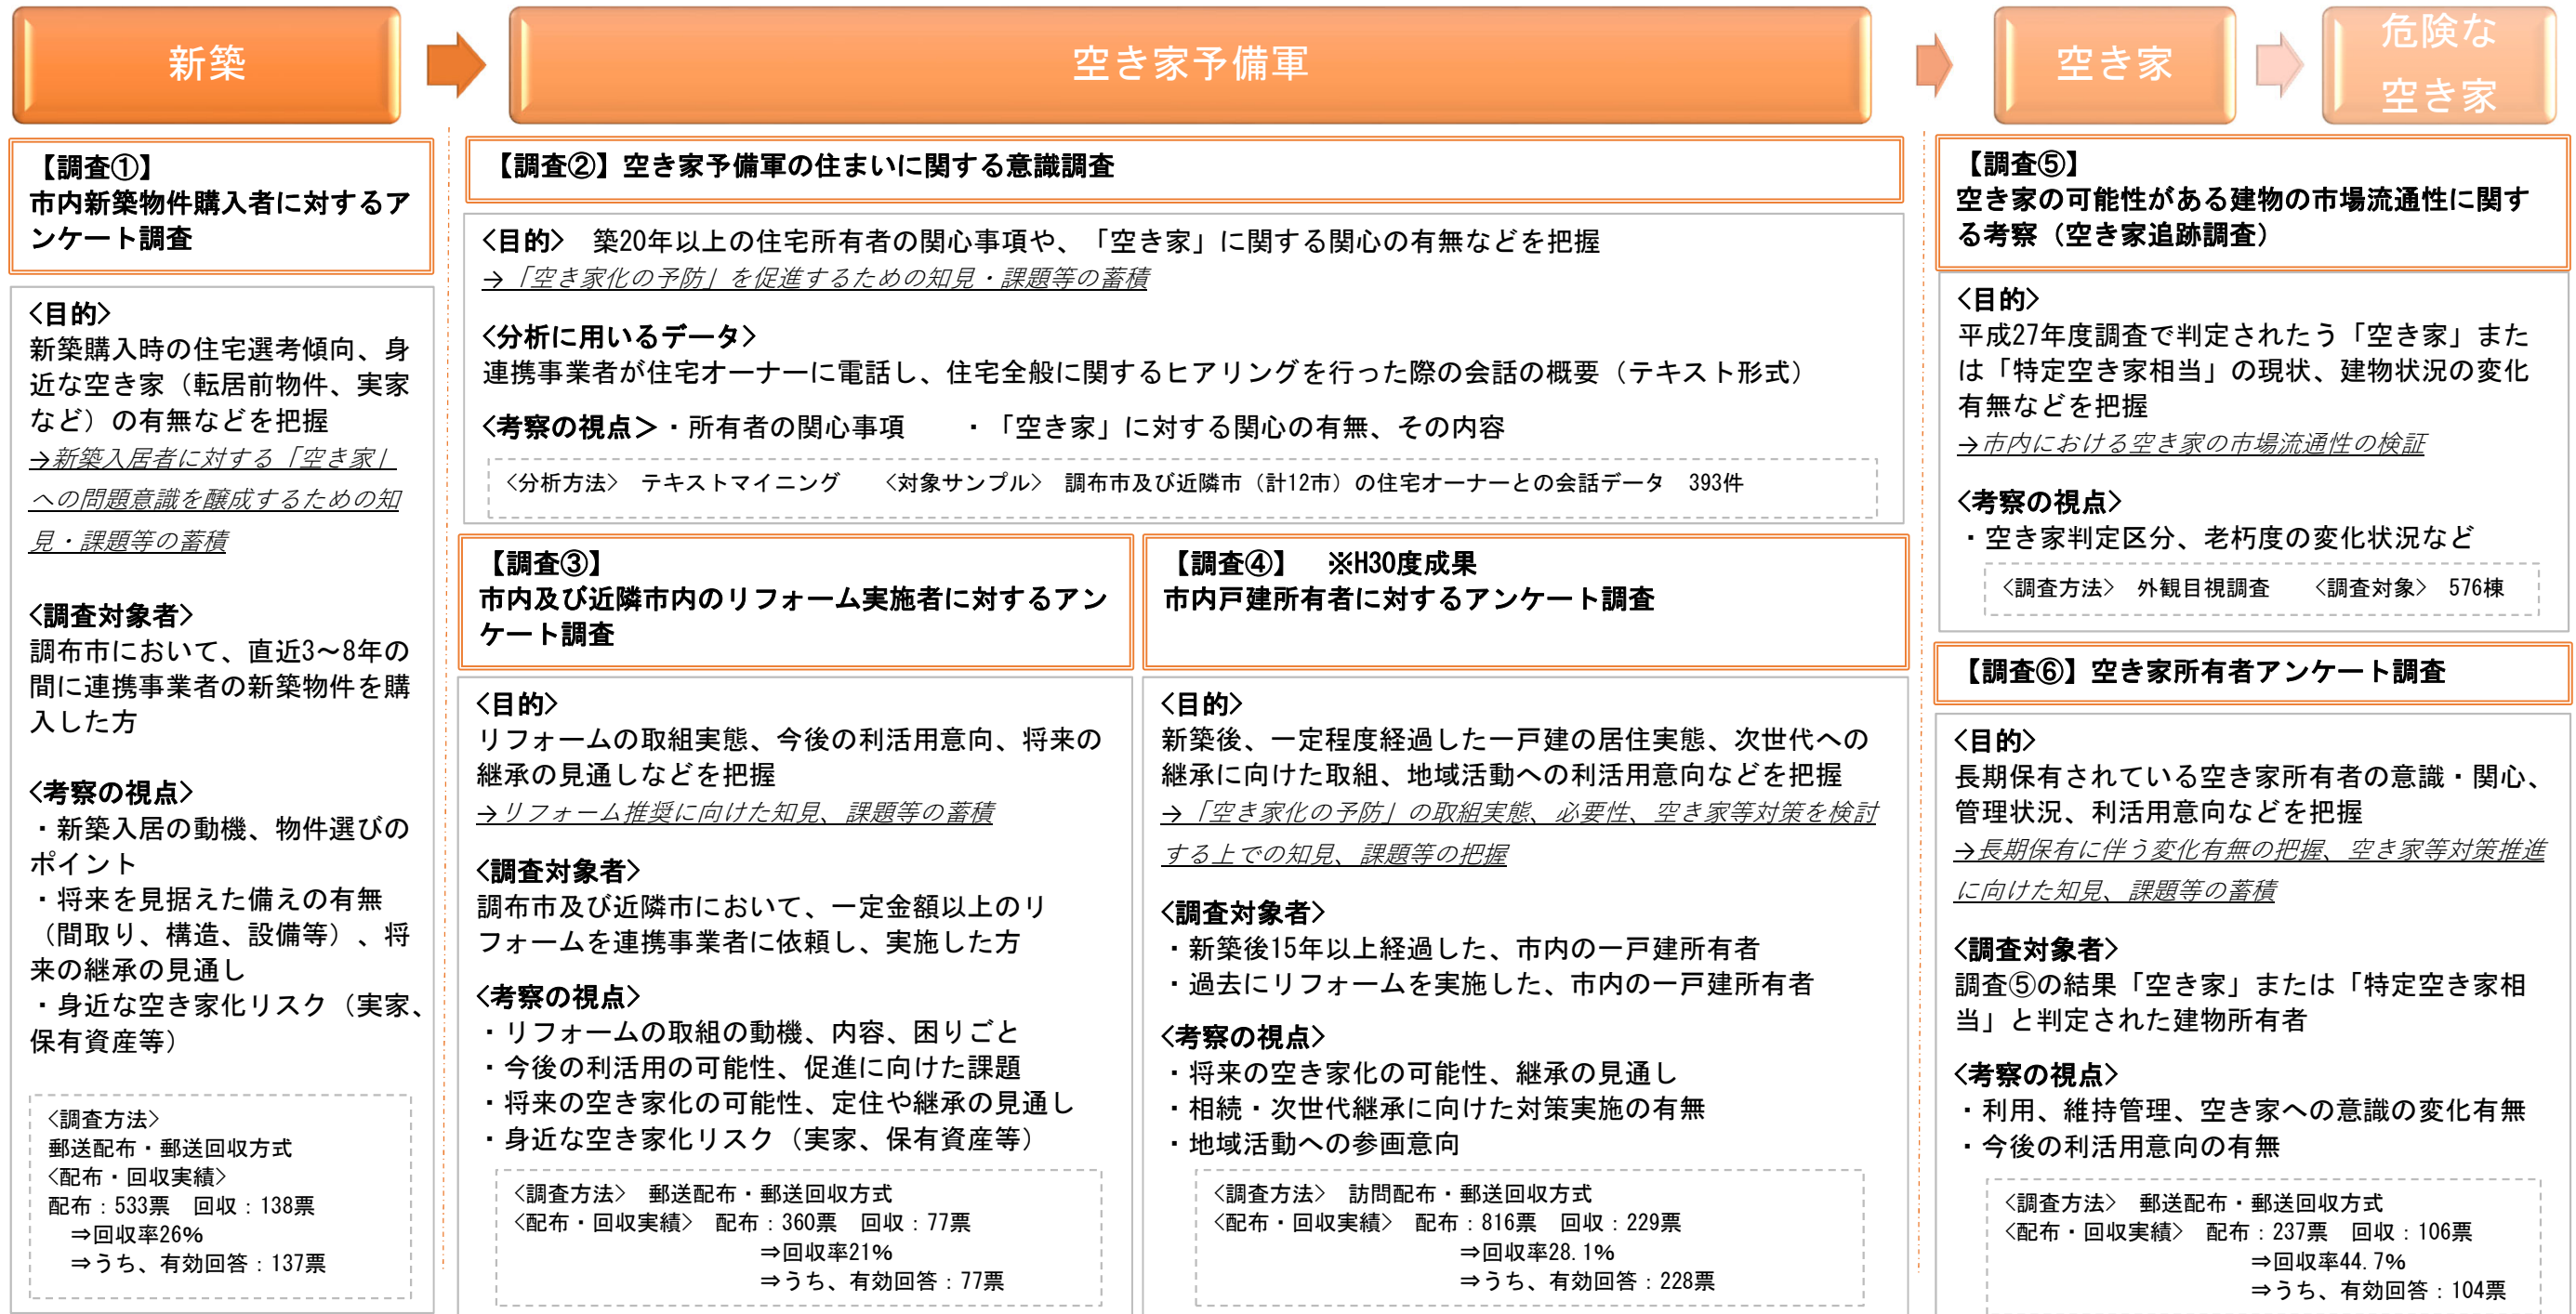 新築
空き家予備軍
空き家
危険な
空き家
【調査①】
市内新築物件購入者に対するア
ンケート調査
<目的>
新築購入時の住宅選考傾向、身
近な空き家（転居前物件、実家
など）の有無などを把握
→新築入居者に対する「空き家」
への問題意識を醸成するための知
見・課題等の蓄積
<調査対象者>
調布市において、直近3～8年の
間に連携事業者の新築物件を購
入した方
<考察の視点>
・新築入居の動機、物件選びの
ポイント
・将来を見据えた備えの有無
（間取り、構造、設備等）、将
来の継承の見通し
・身近な空き家化リスク（実家、
保有資産等）
<調査方法>
郵送配布・郵送回収方式
<配布・回収実績>
配布：533票　回収：138票
⇒回収率26%
⇒うち、有効回答：137票
【調査②】空き家予備軍の住まいに関する意識調査
<目的>　築20年以上の住宅所有者の関心事項や、「空き家」に関する関心の有無などを把握
→「空き家化の予防」を促進するための知見・課題等の蓄積
<分析に用いるデータ>
連携事業者が住宅オーナーに電話し、住宅全般に関するヒアリングを行った際の会話の概要（テキスト形式）
<考察の視点＞・所有者の関心事項　　・「空き家」に対する関心の有無、その内容
<分析方法>　テキストマイニング　　<対象サンプル>　調布市及び近隣市（計12市）の住宅オーナーとの会話データ　393件
【調査③】
市内及び近隣市内のリフォーム実施者に対するアン
ケート調査
<目的>
リフォームの取組実態、今後の利活用意向、将来の
継承の見通しなどを把握
→リフォーム推奨に向けた知見、課題等の蓄積
<調査対象者>
調布市及び近隣市において、一定金額以上のリ
フォームを連携事業者に依頼し、実施した方
<考察の視点>
・リフォームの取組の動機、内容、困りごと
・今後の利活用の可能性、促進に向けた課題
・将来の空き家化の可能性、定住や継承の見通し
・身近な空き家化リスク（実家、保有資産等）
<調査方法>　郵送配布・郵送回収方式
<配布・回収実績>　配布：360票　回収：77票
⇒回収率21%
⇒うち、有効回答：77票
【調査④】　※H30度成果
市内戸建所有者に対するアンケート調査
<目的>
新築後、一定程度経過した一戸建の居住実態、次世代への
継承に向けた取組、地域活動への利活用意向などを把握
→「空き家化の予防」の取組実態、必要性、空き家等対策を検討
する上での知見、課題等の把握
<調査対象者>
・新築後15年以上経過した、市内の一戸建所有者
・過去にリフォームを実施した、市内の一戸建所有者
<考察の視点>
・将来の空き家化の可能性、継承の見通し
・相続・次世代継承に向けた対策実施の有無
・地域活動への参画意向
<調査方法>　訪問配布・郵送回収方式
<配布・回収実績>　配布：816票　回収：229票
⇒回収率28.1%
⇒うち、有効回答：228票
【調査⑤】
空き家の可能性がある建物の市場流通性に関す
る考察（空き家追跡調査）
<目的>
平成27年度調査で判定されたう「空き家」また
は「特定空き家相当」の現状、建物状況の変化
有無などを把握
→市内における空き家の市場流通性の検証
<考察の視点>
・空き家判定区分、老朽度の変化状況など
<調査方法>　外観目視調査　　<調査対象>　576棟
【調査⑥】空き家所有者アンケート調査
<目的>
長期保有されている空き家所有者の意識・関心、
管理状況、利活用意向などを把握
→長期保有に伴う変化有無の把握、空き家等対策推進
に向けた知見、課題等の蓄積
<調査対象者>
調査⑤の結果「空き家」または「特定空き家相
当」と判定された建物所有者
<考察の視点>
・利用、維持管理、空き家への意識の変化有無
・今後の利活用意向の有無
<調査方法>　郵送配布・郵送回収方式
<配布・回収実績>　配布：237票　回収：106票
⇒回収率44.7%
⇒うち、有効回答：104票